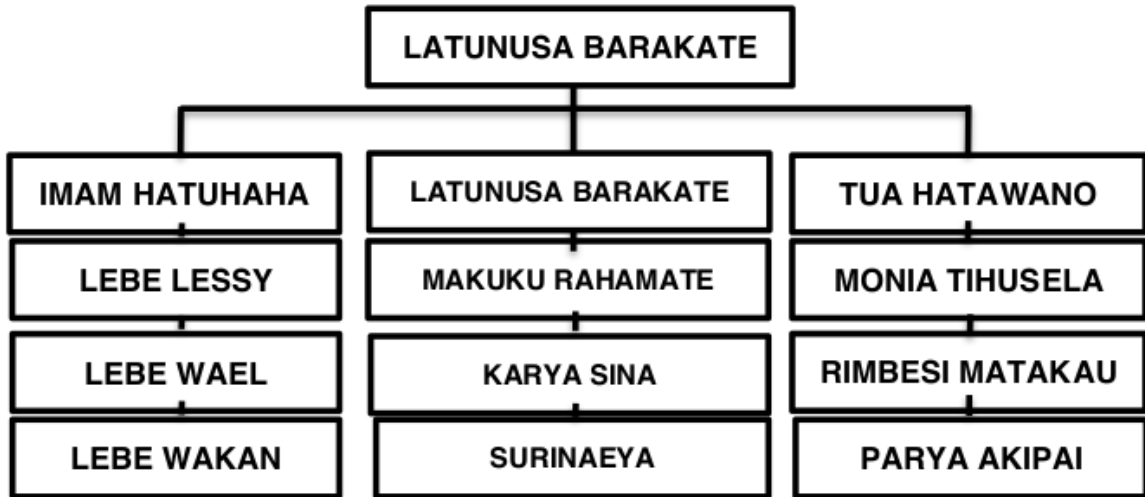 LATUNUSA BARAKATE
IMAM HATUHAHA
LATUNUSA BARAKATE
TUA HATAWANO
LEBE LESSY
MAKUKU RAHAMATE
MONIA TIHUSELA
LEBE WAEL
KARYA SINA
RIMBESI MATAKAU
LEBE WAKAN
SURINAEYA
PARYA AKIPAI